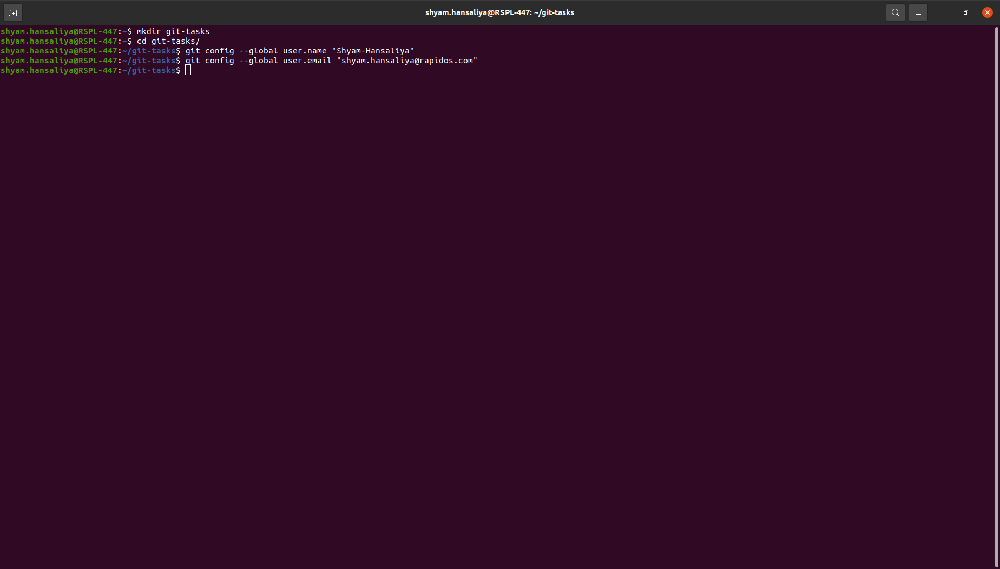 shyam.hansaliya@RSPL-447: ~/git-tasks
shyam.hansaliya@RSPL-447:~$ mkdir git-tasks
shyam.hansaliya@RSPL-447:~$ cd git-tasks/
shyam.hansaliya@RSPL-447:~/git-tasks$ git config --global user.name "Shyam-Hansaliya"
shyam.hansaliya@RSPL-447:~/git-tasks$ git config --global user.email "shyam.hansaliya@rapidos.com"
shyam.hansaliya@RSPL-447:~/git-tasks$